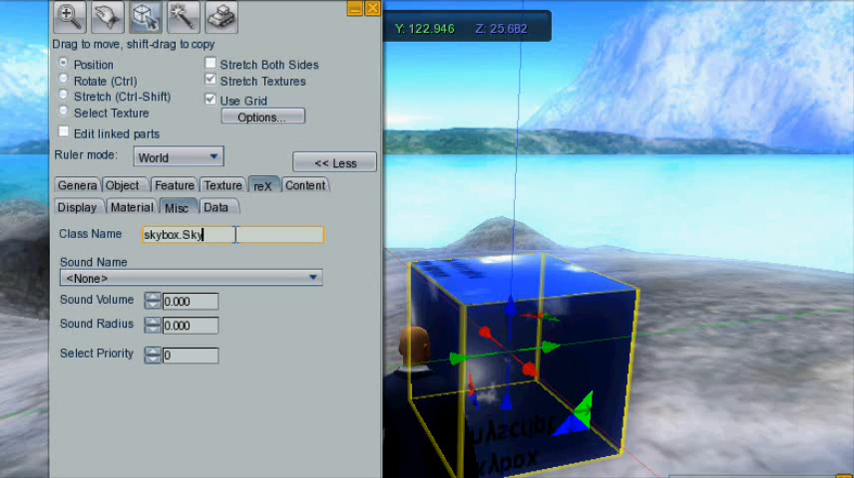 Y: 122.946 Z: 25.682
Drag to move, shift-drag to copy
Position
Stretch Both Sides
Rotate (Ctrl)
Stretch Textures
Stretch (Ctrl-Shift)
Use Grid
Select Texture
Options...
Edit linked parts
Ruler mode: World
<< Less
Genera Object Feature Texture reX Content
Display Material Misc Data
Class Name skybox.Sky
Sound Name
<None>
Sound Volume 0.000
Sound Radius 0.000
Select Priority 0